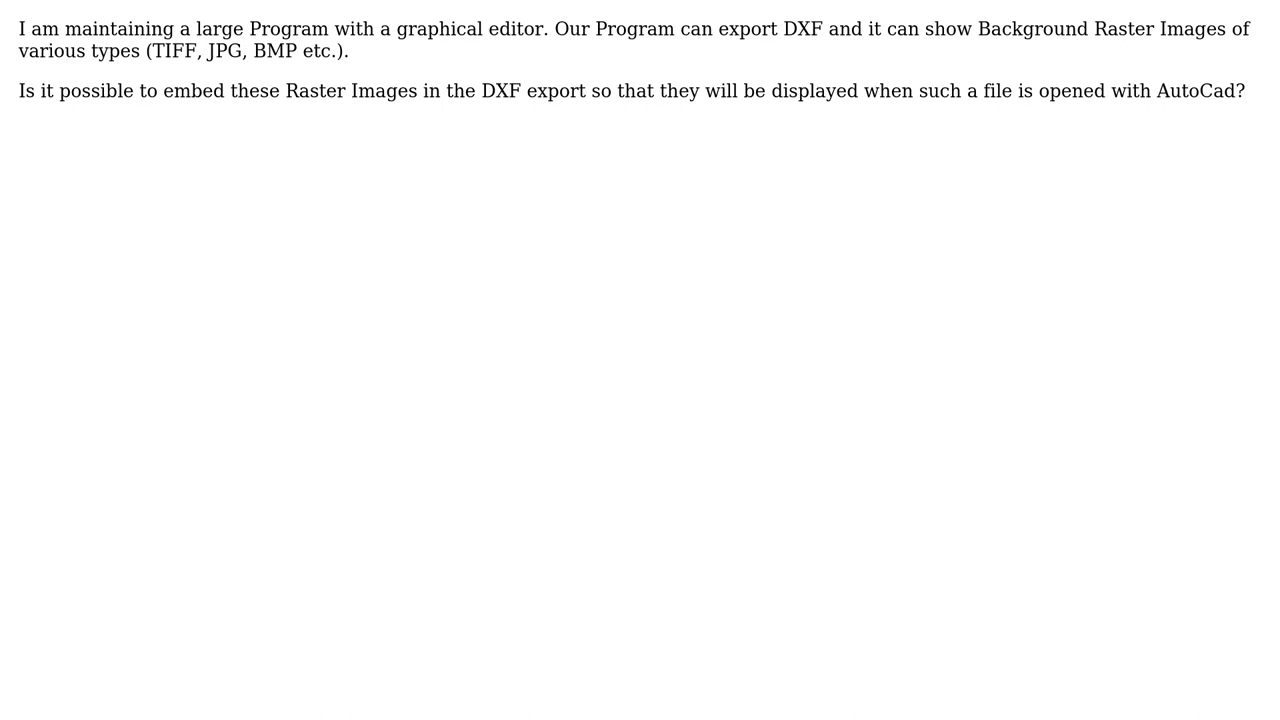 I am maintaining a large Program with a graphical editor. Our Program can export DXF and it can show Background Raster Images of
various types (TIFF, JPG, BMP etc.).
Is it possible to embed these Raster Images in the DXF export so that they will be displayed when such a file is opened with AutoCad?